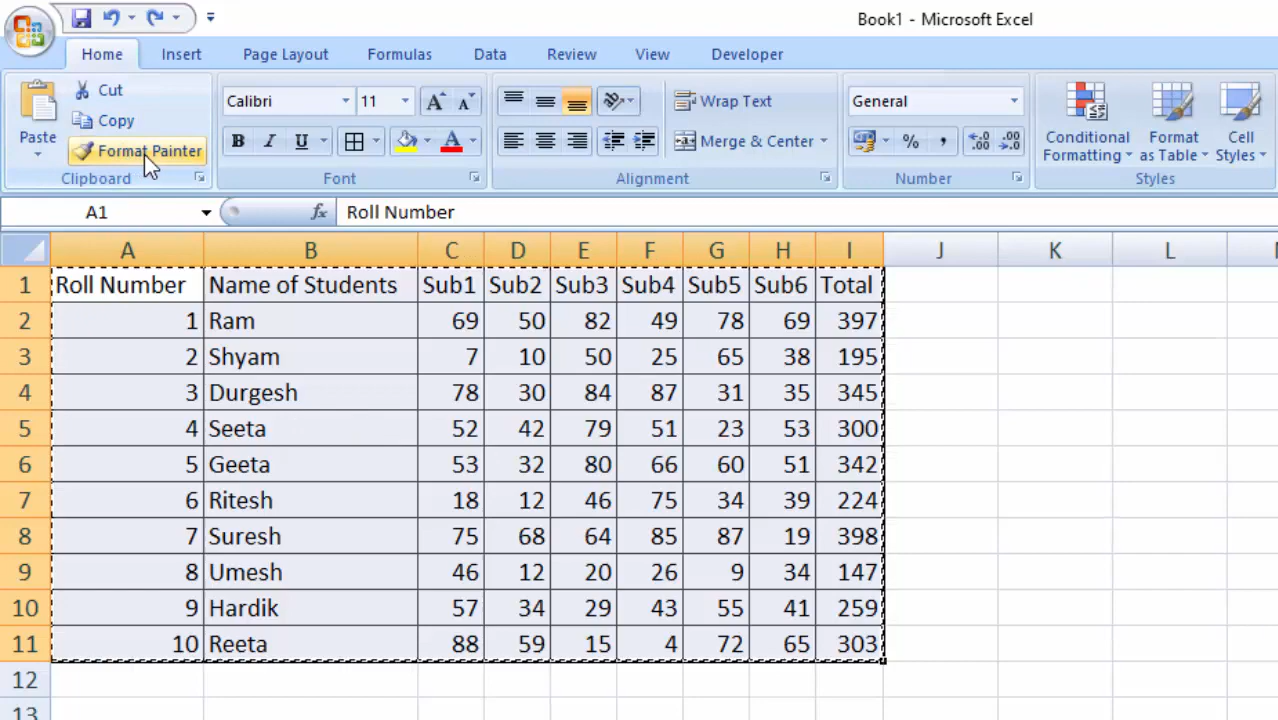 Book1 - Microsoft Excel
Home Insert Page Layout Formulas Data Review View Developer
Paste
Cut
Copy
Format Painter
Clipboard
Calibri 11
B I U A
Font
Wrap Text
Merge & Center
Alignment
General
% ,
Number
Conditional Formatting
Format as Table
Cell Styles
Styles
A1 fx Roll Number
A B C D E F G H I J K L
1 Roll Number Name of Students Sub1 Sub2 Sub3 Sub4 Sub5 Sub6 Total
2 1 Ram 69 50 82 49 78 69 397
3 2 Shyam 7 10 50 25 65 38 195
4 3 Durgesh 78 30 84 87 31 35 345
5 4 Seeta 52 42 79 51 23 53 300
6 5 Geeta 53 32 80 66 60 51 342
7 6 Ritesh 18 12 46 75 34 39 224
8 7 Suresh 75 68 64 85 87 19 398
9 8 Umesh 46 12 20 26 9 34 147
10 9 Hardik 57 34 29 43 55 41 259
11 10 Reeta 88 59 15 4 72 65 303
12
13